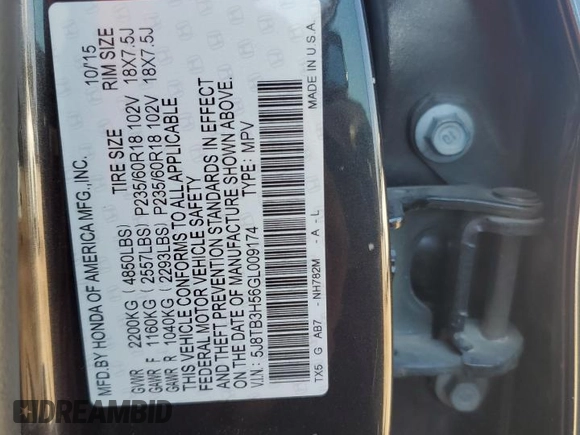 MFD.BY HONDA OF AMERICA MFG.,INC. 10/15
TIRE SIZE RIM SIZE
GVWR 2200KG (4850LBS)
GAWR F 1160KG (2557LBS) P235/60R18 102V 18X7.5J
GAWR R 1040KG (2293LBS) P235/60R18 102V 18X7.5J
THIS VEHICLE CONFORMS TO ALL APPLICABLE
FEDERAL MOTOR VEHICLE SAFETY
AND THEFT PREVENTION STANDARDS IN EFFECT
ON THE DATE OF MANUFACTURE SHOWN ABOVE.
V.I.N.: 5J8TB3H56GL009174 TYPE: MPV
TX5 G AB7 - NH782M - A - L MADE IN U.S.A.
DREAMBID